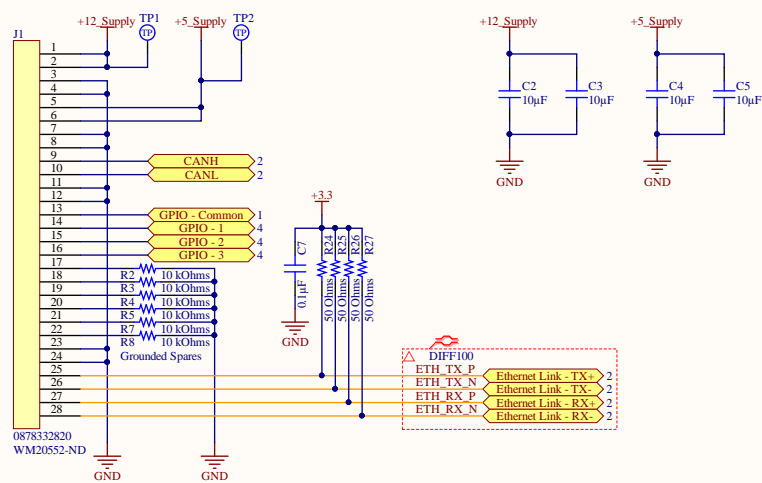 +12_Supply
TP1
TP
+5_Supply
TP2
TP
J1
1
2
3
4
5
6
7
8
9
10
11
12
13
14
15
16
17
18
19
20
21
22
23
24
25
26
27
28
0878332820
WM20552-ND
CANH 2
CANL 2
GPIO - Common 1
GPIO - 1 4
GPIO - 2 4
GPIO - 3 4
R2 10 kOhms
R3 10 kOhms
R4 10 kOhms
R5 10 kOhms
R7 10 kOhms
R8 10 kOhms
Grounded Spares
GND
GND
+3.3
C7
0.1µF
GND
R24
50 Ohms
R25
50 Ohms
R26
50 Ohms
R27
50 Ohms
DIFF100
ETH_TX_P Ethernet Link - TX+ 2
ETH_TX_N Ethernet Link - TX- 2
ETH_RX_P Ethernet Link - RX+ 2
ETH_RX_N Ethernet Link - RX- 2
+12_Supply
C2
10µF
C3
10µF
GND
+5_Supply
C4
10µF
C5
10µF
GND